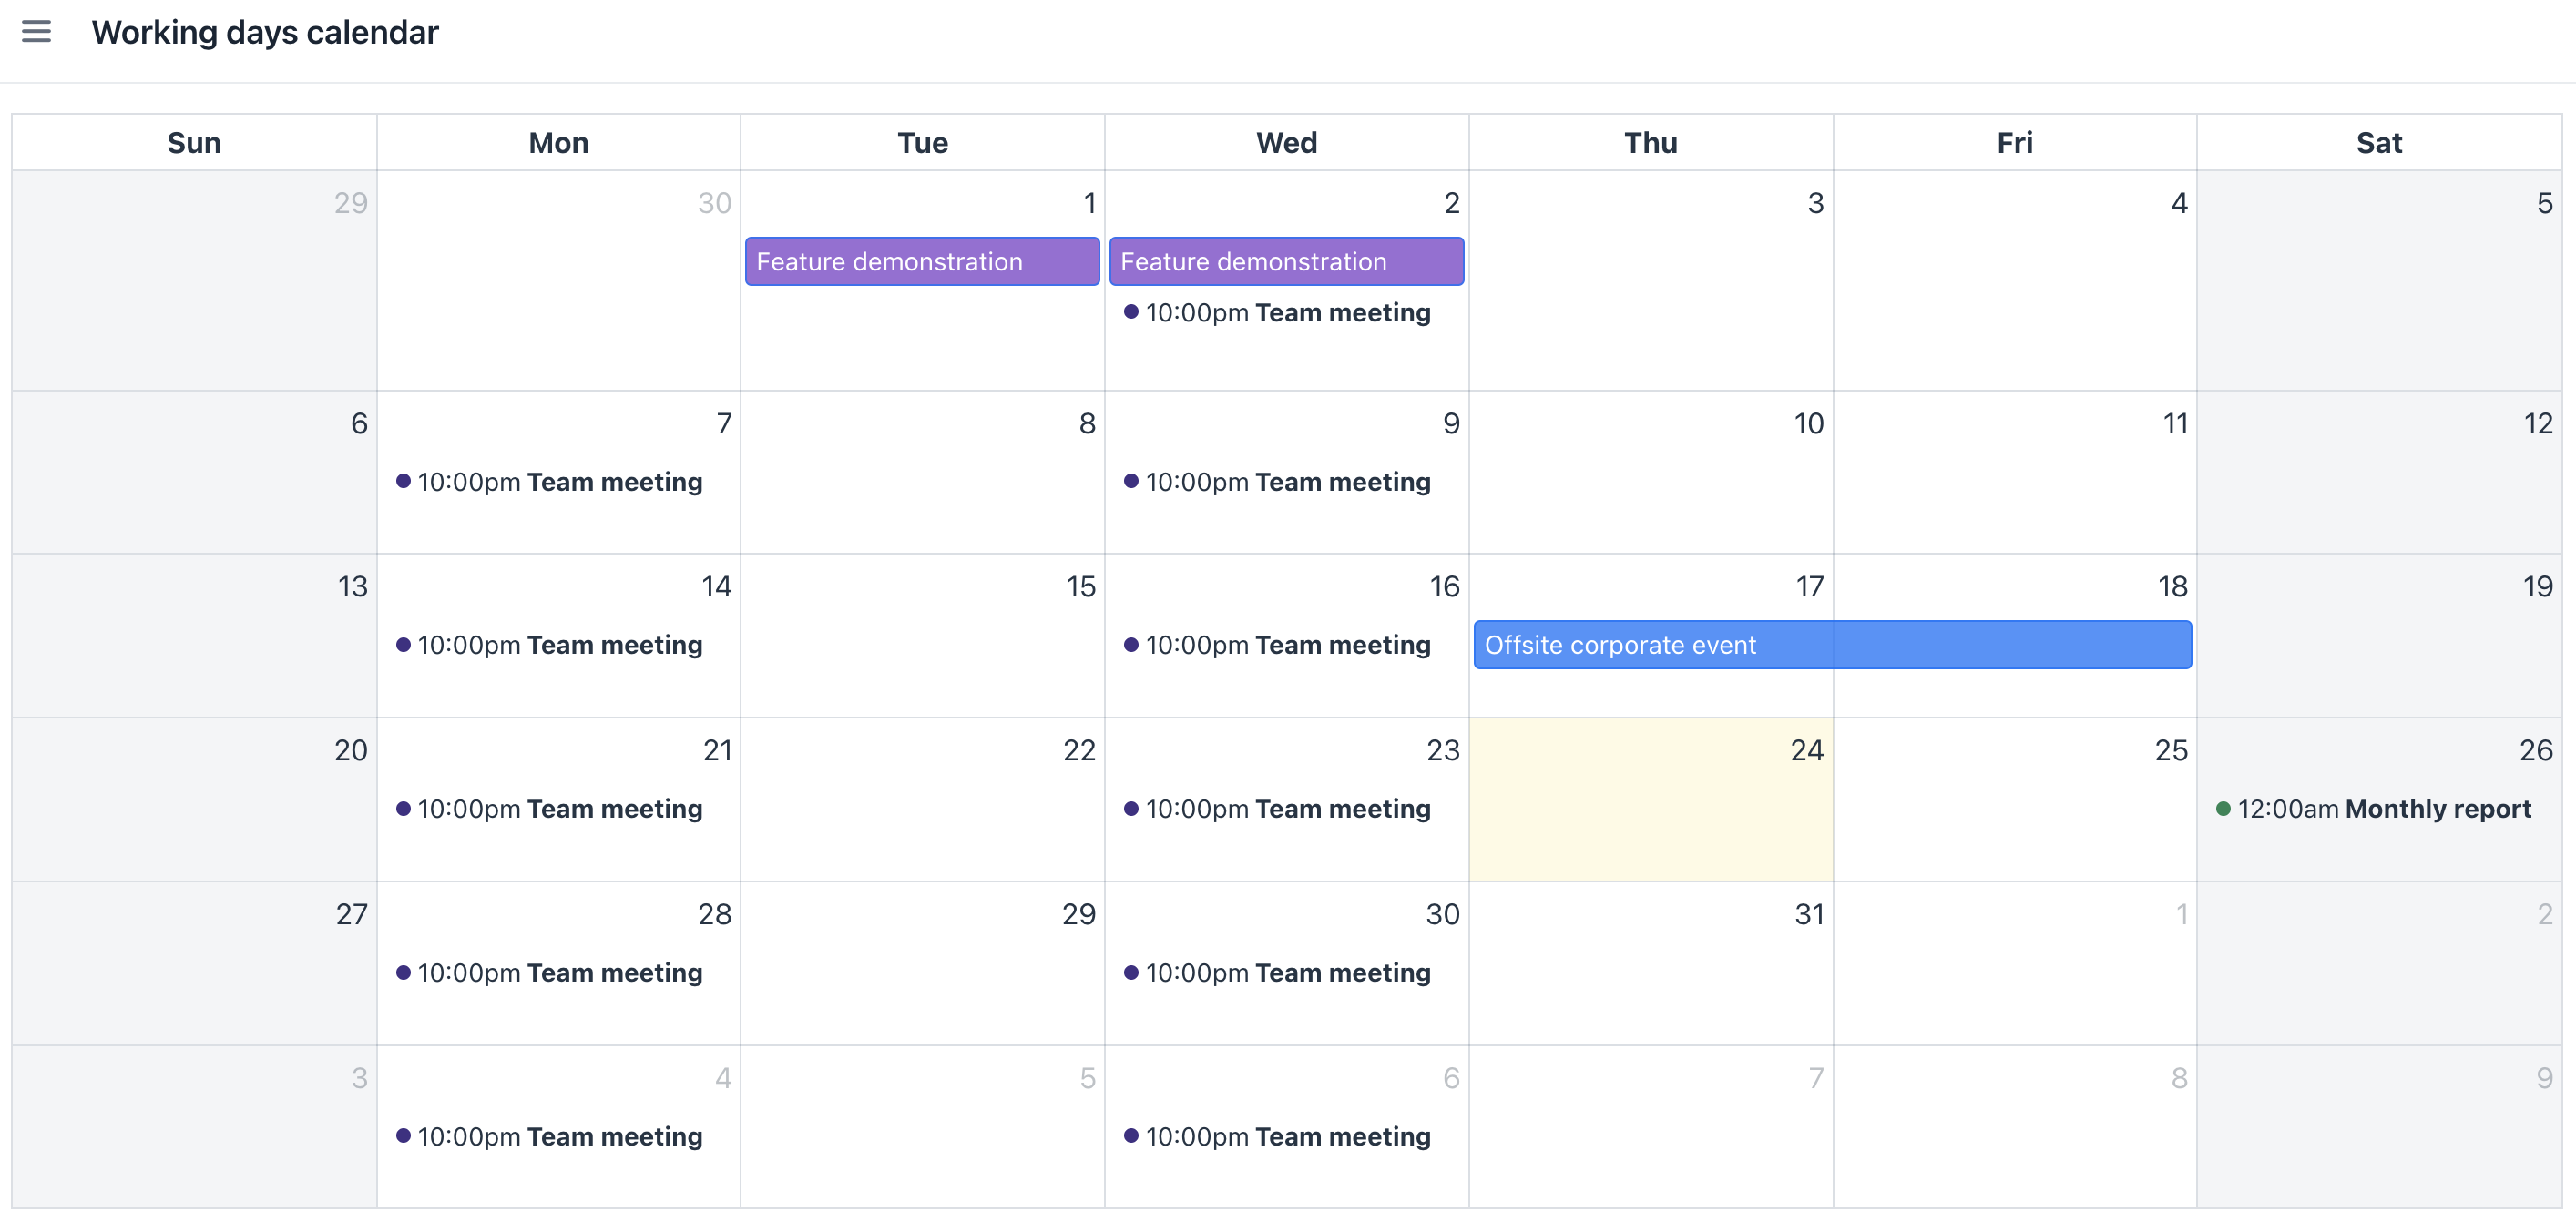 Working days calendar
Sun Mon Tue Wed Thu Fri Sat
29 30 1 2 3 4 5
Feature demonstration Feature demonstration
10:00pm Team meeting
6 7 8 9 10 11 12
10:00pm Team meeting 10:00pm Team meeting
13 14 15 16 17 18 19
10:00pm Team meeting 10:00pm Team meeting Offsite corporate event
20 21 22 23 24 25 26
10:00pm Team meeting 10:00pm Team meeting 12:00am Monthly report
27 28 29 30 31 1 2
10:00pm Team meeting 10:00pm Team meeting
3 4 5 6 7 8 9
10:00pm Team meeting 10:00pm Team meeting